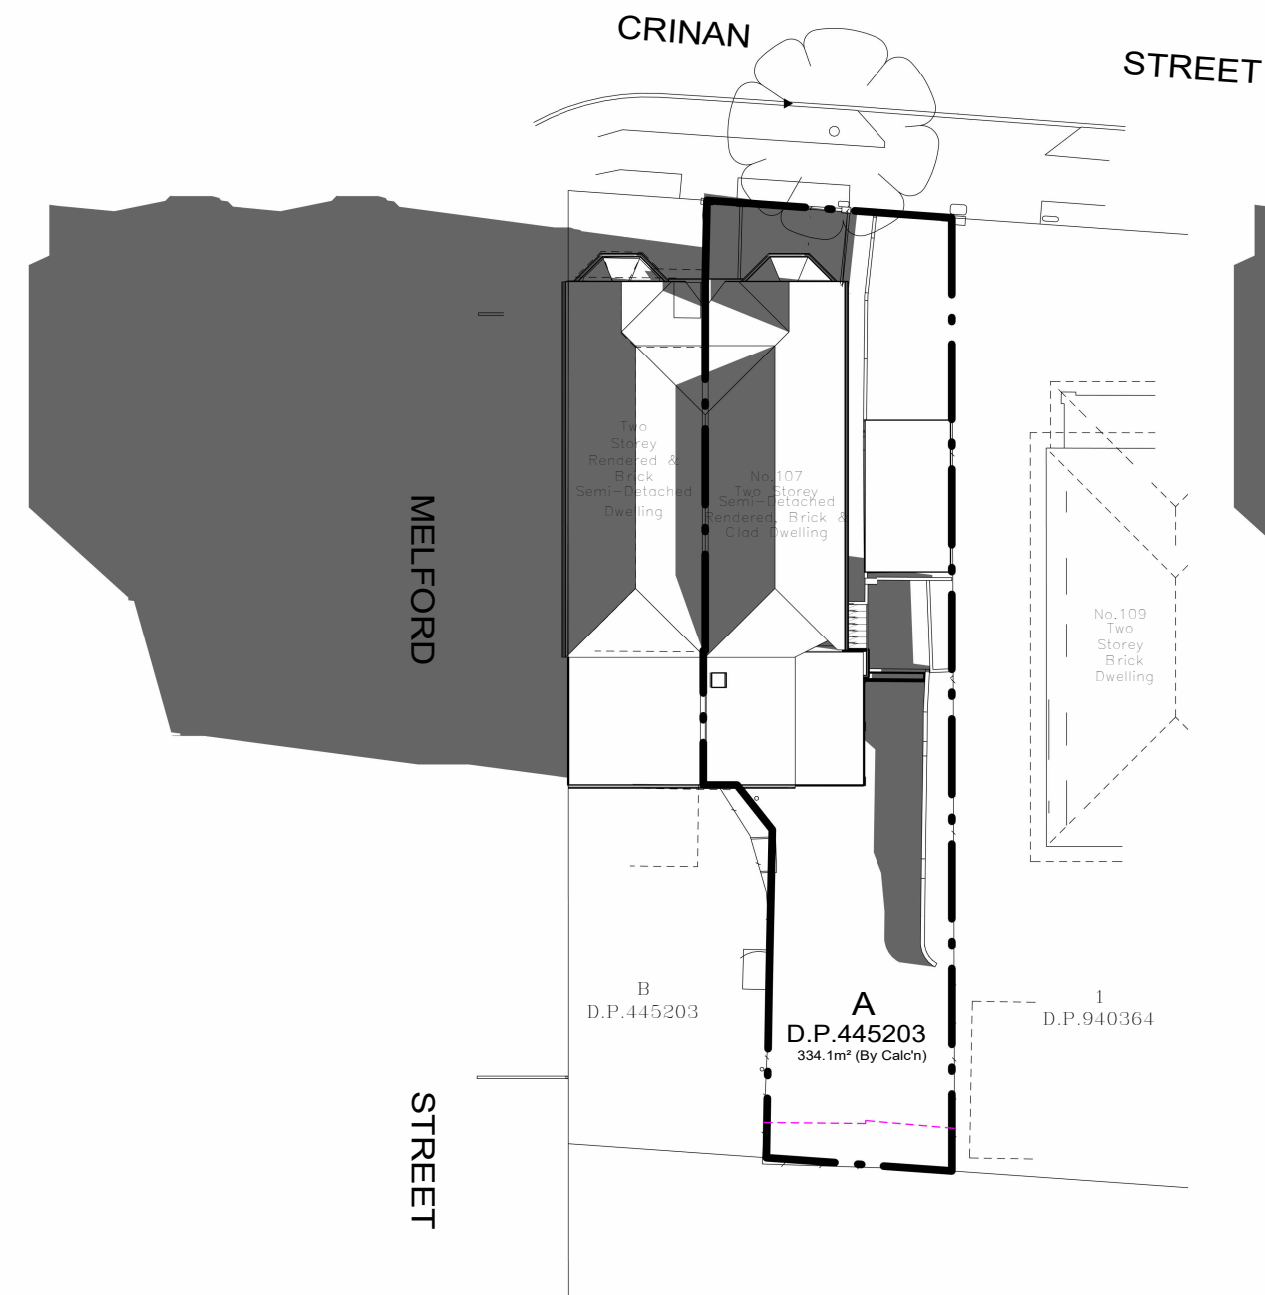 CRINAN
STREET
MELFORD
STREET
Two
Storey
Rendered &
Brick
Semi-Detached
Dwelling
No.107
Two Storey
Semi-Detached
Rendered, Brick &
Clad Dwelling
No.109
Two
Storey
Brick
Dwelling
B
D.P.445203
A
D.P.445203
334.1m² (By Calc'n)
1
D.P.940364